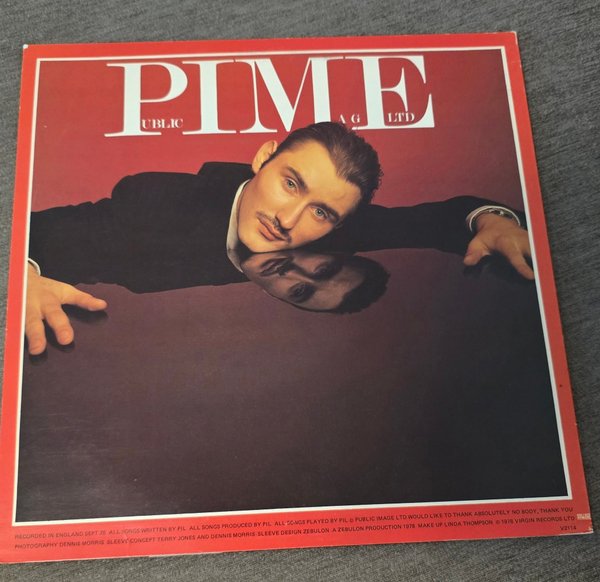 PIME
UBLIC A G LTD
RECORDED IN ENGLAND SEPT 78 ALL SONGS WRITTEN BY PIL. ALL SONGS PRODUCED BY PIL. ALL SONGS PLAYED BY PIL & PUBLIC IMAGE LTD WOULD LIKE TO THANK ABSOLUTELY NO BODY, THANK YOU
PHOTOGRAPHY DENNIS MORRIS: SLEEVE CONCEPT: TERRY JONES AND DENNIS MORRIS: SLEEVE DESIGN ZEBULON: A ZEBULON PRODUCTION 1978. MAKE UP LINDA THOMPSON. © 1978 VIRGIN RECORDS LTD
V2114